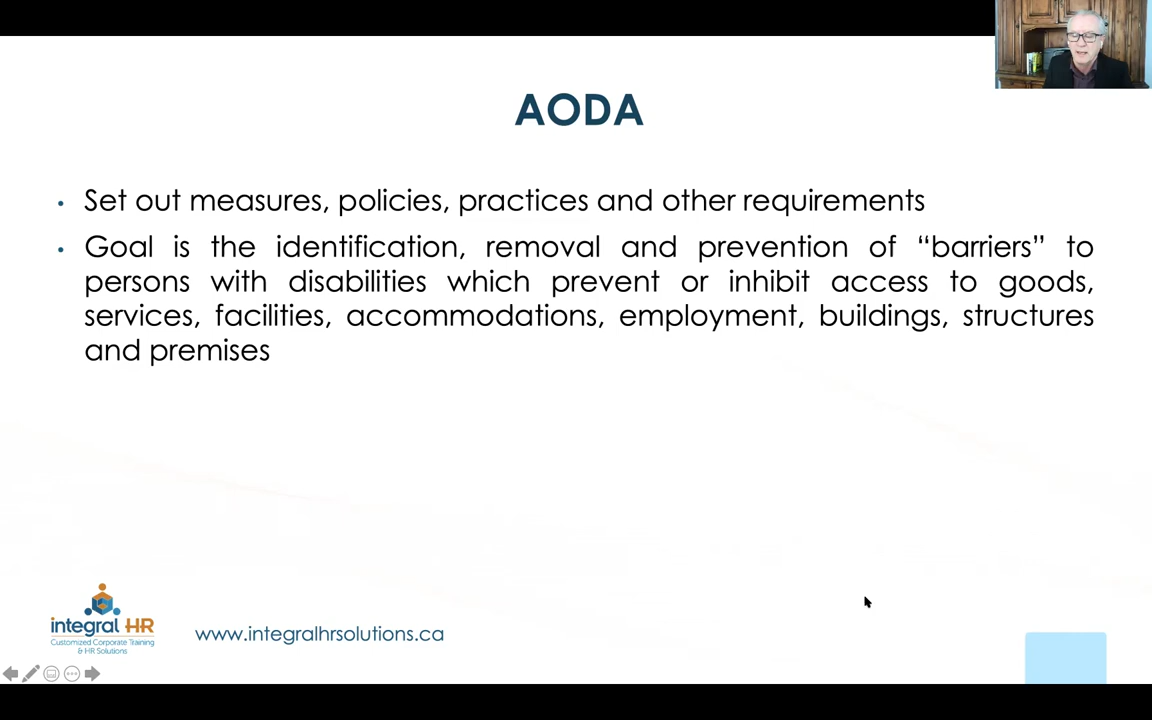 AODA
• Set out measures, policies, practices and other requirements
• Goal is the identification, removal and prevention of “barriers” to
persons with disabilities which prevent or inhibit access to goods,
services, facilities, accommodations, employment, buildings, structures
and premises
integral HR
Customized Corporate Training
& HR Solutions
www.integralhrsolutions.ca